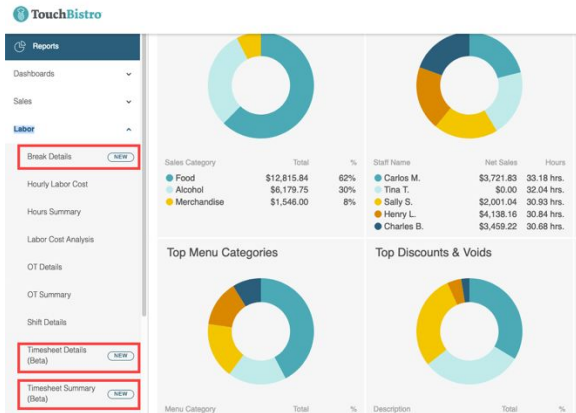 TouchBistro
Reports
Dashboards
Sales
Labor
Break Details NEW
Hourly Labor Cost
Hours Summary
Labor Cost Analysis
OT Details
OT Summary
Shift Details
Timesheet Details
(Beta) NEW
Timesheet Summary
(Beta) NEW
Sales Category Total %
Food $12,815.84 62%
Alcohol $6,179.75 30%
Merchandise $1,546.00 8%
Staff Name Net Sales Hours
Carlos M. $3,721.83 33.18 hrs.
Tina T. $0.00 32.04 hrs.
Sally S. $2,001.04 30.93 hrs.
Henry L. $4,138.16 30.84 hrs.
Charles B. $3,459.22 30.68 hrs.
Top Menu Categories
Menu Category Total %
Top Discounts & Voids
Description Total %